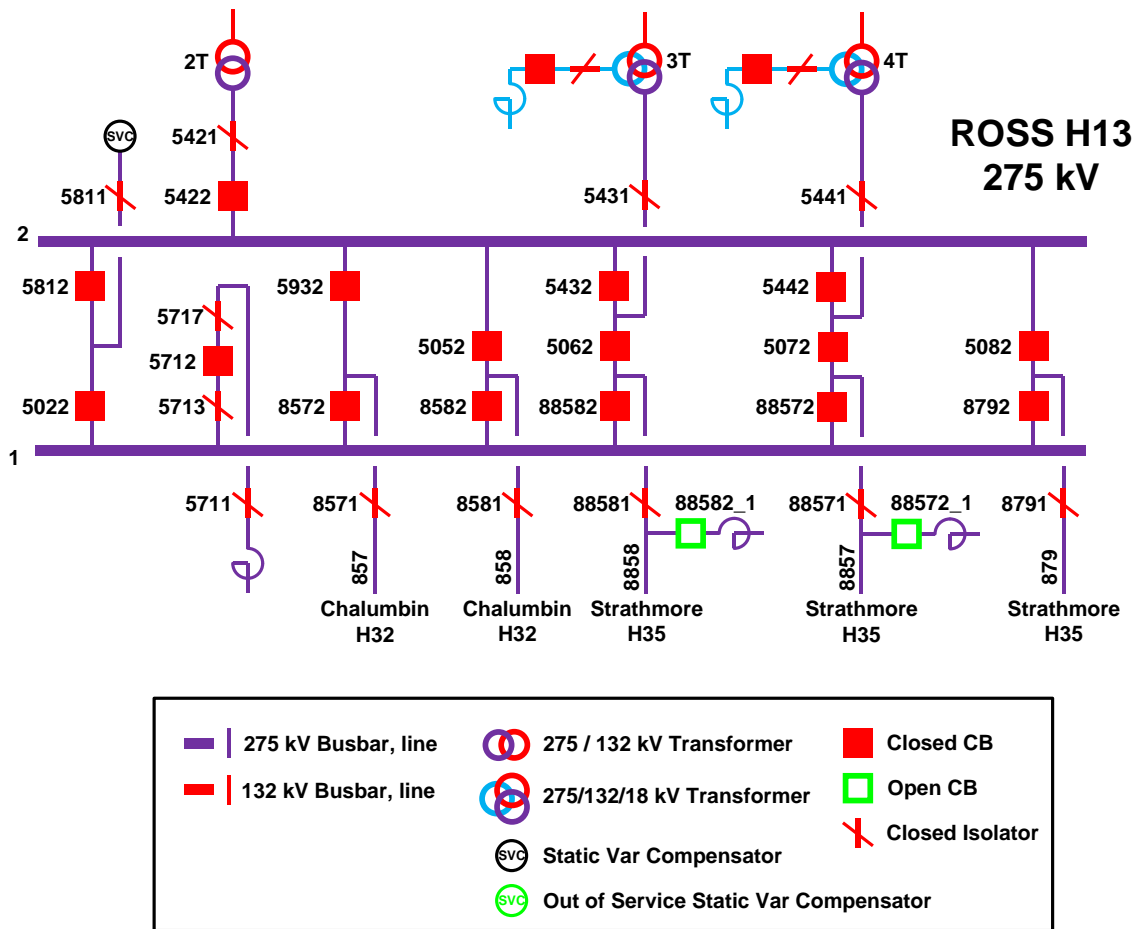 2T
3T
4T
ROSS H13
275 kV
SVC
5421
5811
5422
5431
5441
2
5812
5932
5432
5442
5717
5712
5052
5062
5072
5082
5022
5713
8572
8582
88582
88572
8792
1
5711
8571
8581
88581
88582_1
88571
88572_1
8791
857
858
8858
8857
879
Chalumbin
H32
Chalumbin
H32
Strathmore
H35
Strathmore
H35
Strathmore
H35
275 kV Busbar, line
275 / 132 kV Transformer
Closed CB
132 kV Busbar, line
275/132/18 kV Transformer
Open CB
Closed Isolator
SVC
Static Var Compensator
SVC
Out of Service Static Var Compensator